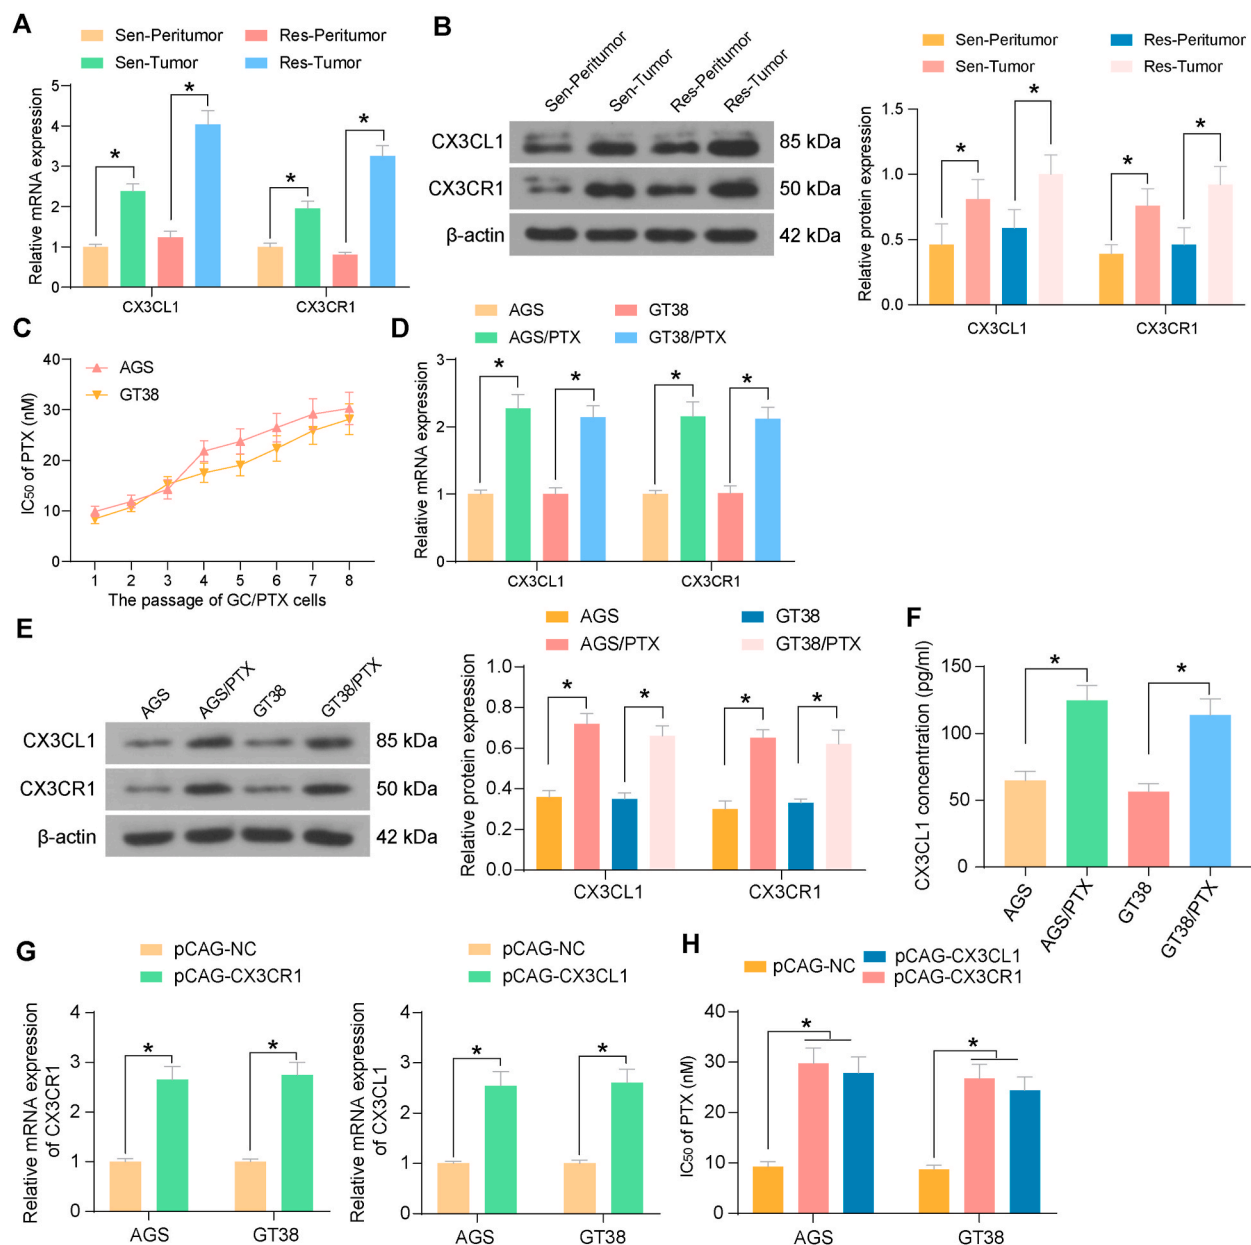 A
Sen-Peritumor
Res-Peritumor
Sen-Tumor
Res-Tumor
Relative mRNA expression
5
4
3
2
1
0
*
*
*
*
CX3CL1
CX3CR1
B
Sen-Peritumor
Sen-Tumor
Res-Peritumor
Res-Tumor
CX3CL1
85 kDa
CX3CR1
50 kDa
β-actin
42 kDa
Sen-Peritumor
Res-Peritumor
Sen-Tumor
Res-Tumor
Relative protein expression
1.5
1.0
0.5
0.0
*
*
*
*
CX3CL1
CX3CR1
C
AGS
GT38
IC50 of PTX (nM)
40
30
20
10
0
1 2 3 4 5 6 7 8
The passage of GC/PTX cells
D
AGS
GT38
AGS/PTX
GT38/PTX
Relative mRNA expression
3
2
1
0
*
*
*
*
CX3CL1
CX3CR1
E
AGS
AGS/PTX
GT38
GT38/PTX
CX3CL1
85 kDa
CX3CR1
50 kDa
β-actin
42 kDa
AGS
GT38
AGS/PTX
GT38/PTX
Relative protein expression
1.0
0.8
0.6
0.4
0.2
0.0
*
*
*
*
CX3CL1
CX3CR1
F
CX3CL1 concentration (pg/ml)
150
100
50
0
*
*
AGS
AGS/PTX
GT38
GT38/PTX
G
pCAG-NC
pCAG-CX3CR1
Relative mRNA expression
of CX3CR1
4
3
2
1
0
*
*
AGS
GT38
pCAG-NC
pCAG-CX3CL1
Relative mRNA expression
of CX3CL1
4
3
2
1
0
*
*
AGS
GT38
H
pCAG-NC
pCAG-CX3CL1
pCAG-CX3CR1
IC50 of PTX (nM)
40
30
20
10
0
*
*
AGS
GT38